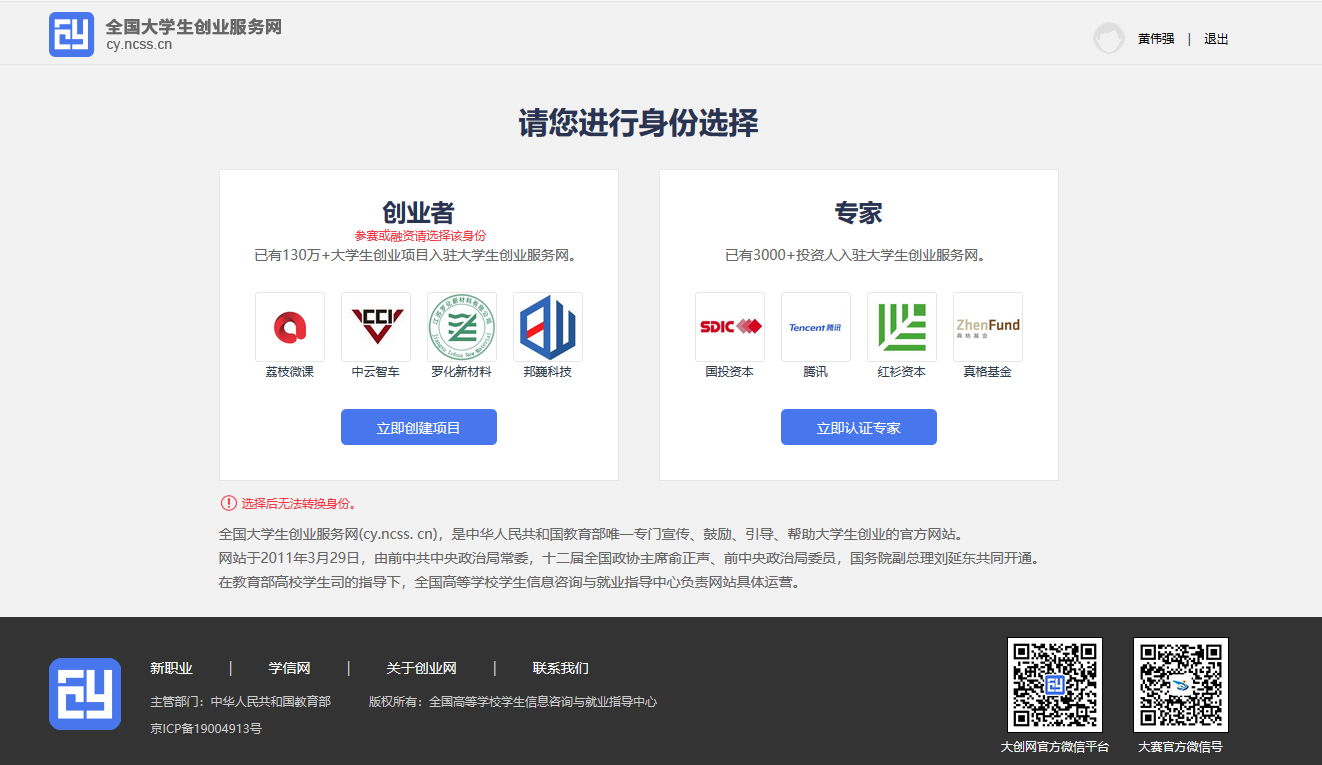 全国大学生创业服务网
cy.ncss.cn
黄伟强 | 退出
请您进行身份选择
创业者
参赛或融资请选择该身份
已有130万+大学生创业项目入驻大学生创业服务网。
VCCI
江苏罗化新材料有限公司
Jiangsu Lohua New Material
荔枝微课
中云智车
罗化新材料
邦巍科技
立即创建项目
专家
已有3000+投资人入驻大学生创业服务网。
SDIC
Tencent 腾讯
ZhenFund
真格基金
国投资本
腾讯
红衫资本
真格基金
立即认证专家
选择后无法转换身份。
全国大学生创业服务网(cy.ncss. cn)，是中华人民共和国教育部唯一专门宣传、鼓励、引导、帮助大学生创业的官方网站。
网站于2011年3月29日，由前中共中央政治局常委，十二届全国政协主席俞正声、前中央政治局委员，国务院副总理刘延东共同开通。
在教育部高校学生司的指导下，全国高等学校学生信息咨询与就业指导中心负责网站具体运营。
新职业 | 学信网 | 关于创业网 | 联系我们
主管部门：中华人民共和国教育部 版权所有：全国高等学校学生信息咨询与就业指导中心
京ICP备19004913号
大创网官方微信平台
大赛官方微信号